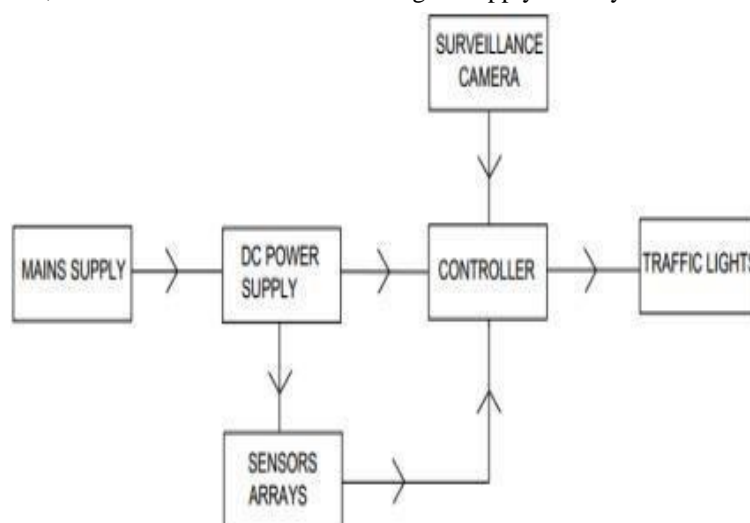 SURVEILLANCE
CAMERA
MAINS SUPPLY
DC POWER
SUPPLY
CONTROLLER
TRAFFIC LIGHTS
SENSORS
ARRAYS